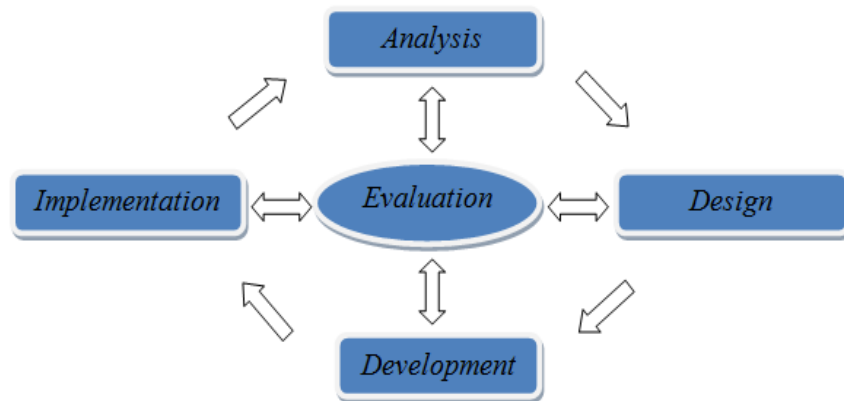 Analysis
Implementation
Evaluation
Design
Development